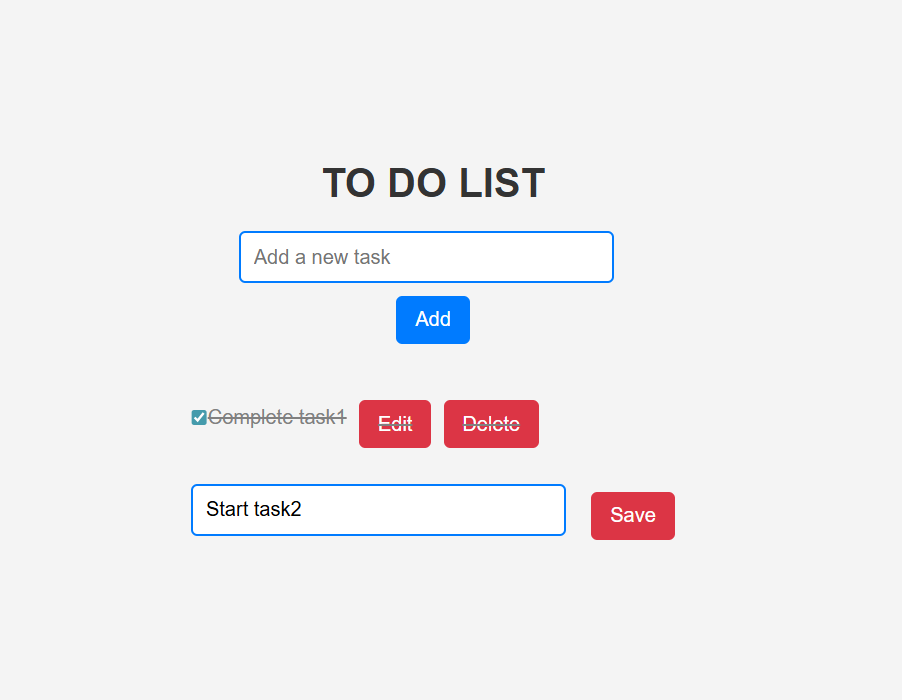 TO DO LIST
Add a new task
Add
Complete task1 Edit Delete
Start task2 Save